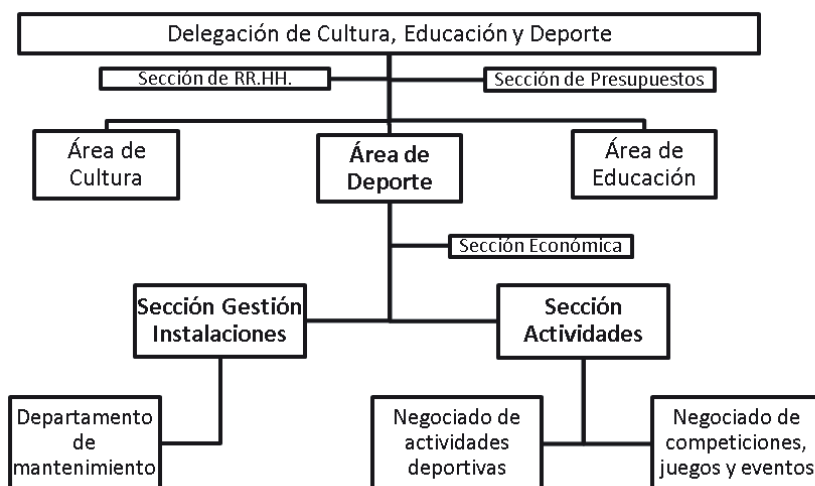 Delegación de Cultura, Educación y Deporte
Sección de RR.HH.
Sección de Presupuestos
Área de
Cultura
Área de
Deporte
Área de
Educación
Sección Económica
Sección Gestión
Instalaciones
Sección
Actividades
Departamento
de
mantenimiento
Negociado de
actividades
deportivas
Negociado de
competiciones,
juegos y eventos